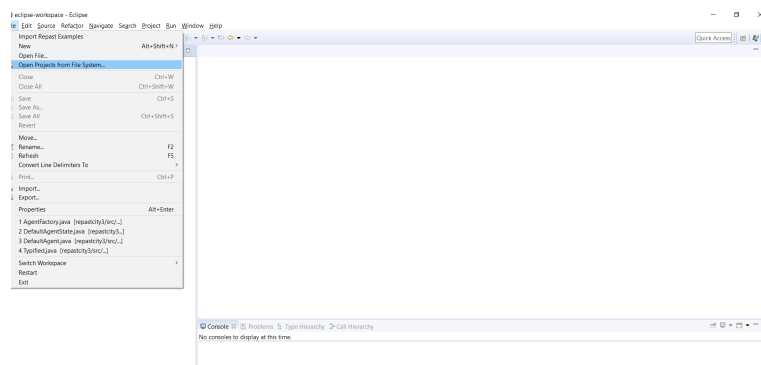 eclipse-workspace - Eclipse
Edit Source Refactor Navigate Search Project Run Window Help
Import Repast Examples
New Alt+Shift+N >
Open File...
Open Projects from File System...
Close Ctrl+W
Close All Ctrl+Shift+W
Save Ctrl+S
Save As...
Save All Ctrl+Shift+S
Revert
Move...
Rename... F2
Refresh F5
Convert Line Delimiters To >
Print... Ctrl+P
Import...
Export...
Properties Alt+Enter
1 AgentFactory.java [repastcity3/src/...]
2 DefaultAgentState.java [repastcity3...]
3 DefaultAgent.java [repastcity3/src/...]
4 Typified.java [repastcity3/src/...]
Switch Workspace >
Restart
Exit
Quick Access
Console Problems Type Hierarchy Call Hierarchy
No consoles to display at this time.